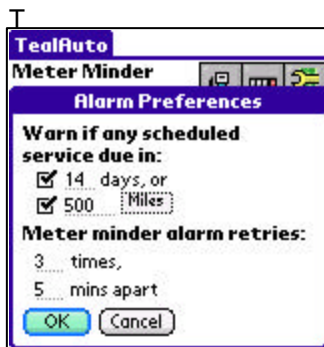 T
TealAuto
Meter Minder
Alarm Preferences
Warn if any scheduled
service due in:
14 days, or
500 Miles
Meter minder alarm retries:
3 times,
5 mins apart
OK Cancel